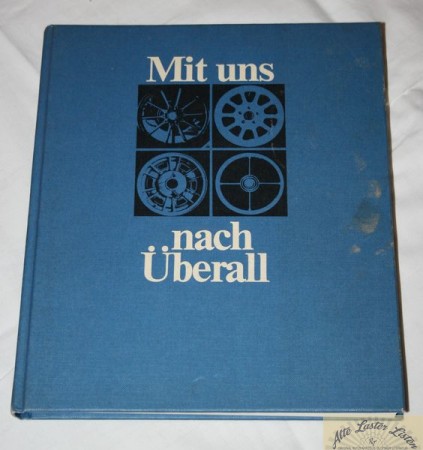 Mit uns
nach
Überall
Alte Laster Listen